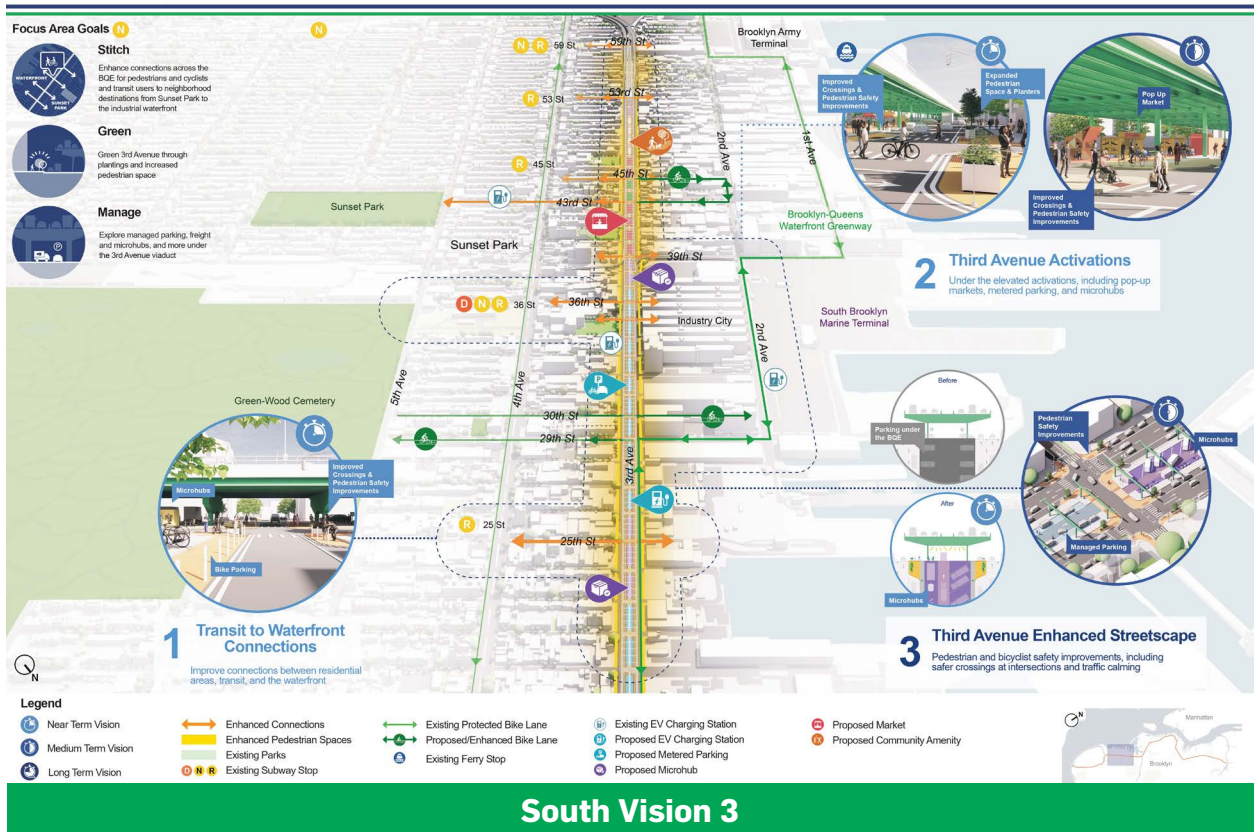 Focus Area Goals N
N
Stitch
Enhance connections across the
BQE for pedestrians and cyclists
and transit users to neighborhood
destinations from Sunset Park to
the industrial waterfront
WATERFRONT
SUNSET
PARK
Green
Green 3rd Avenue through
plantings and increased
pedestrian space
Manage
Explore managed parking, freight
and microhubs, and more under
the 3rd Avenue viaduct
P
N R 59 St
59th St
R 53 St
53rd St
R 45 St
45th St
43rd St
Sunset Park
Sunset Park
39th St
D N R 36 St
36th St
Industry City
Brooklyn Army
Terminal
2nd Ave
1st Ave
Brooklyn-Queens
Waterfront Greenway
South Brooklyn
Marine Terminal
2nd Ave
5th Ave
4th Ave
3rd Ave
P
30th St
29th St
Green-Wood Cemetery
R 25 St
25th St
Improved
Crossings &
Pedestrian Safety
Improvements
Expanded
Pedestrian
Space & Planters
Pop Up
Market
Improved
Crossings &
Pedestrian Safety
Improvements
2 Third Avenue Activations
Under the elevated activations, including pop-up
markets, metered parking, and microhubs
Before
Parking under
the BQE
After
Microhubs
Pedestrian
Safety
Improvements
Microhubs
Managed Parking
3 Third Avenue Enhanced Streetscape
Pedestrian and bicyclist safety improvements, including
safer crossings at intersections and traffic calming
Microhubs
Improved
Crossings &
Pedestrian Safety
Improvements
Bike Parking
1 Transit to Waterfront
Connections
Improve connections between residential
areas, transit, and the waterfront
N
Legend
Near Term Vision
Medium Term Vision
Long Term Vision
Enhanced Connections
Enhanced Pedestrian Spaces
Existing Parks
D N R Existing Subway Stop
Existing Protected Bike Lane
Proposed/Enhanced Bike Lane
Existing Ferry Stop
Existing EV Charging Station
Proposed EV Charging Station
Proposed Metered Parking
Proposed Microhub
Proposed Market
Proposed Community Amenity
N
Manhattan
Brooklyn
South Vision 3